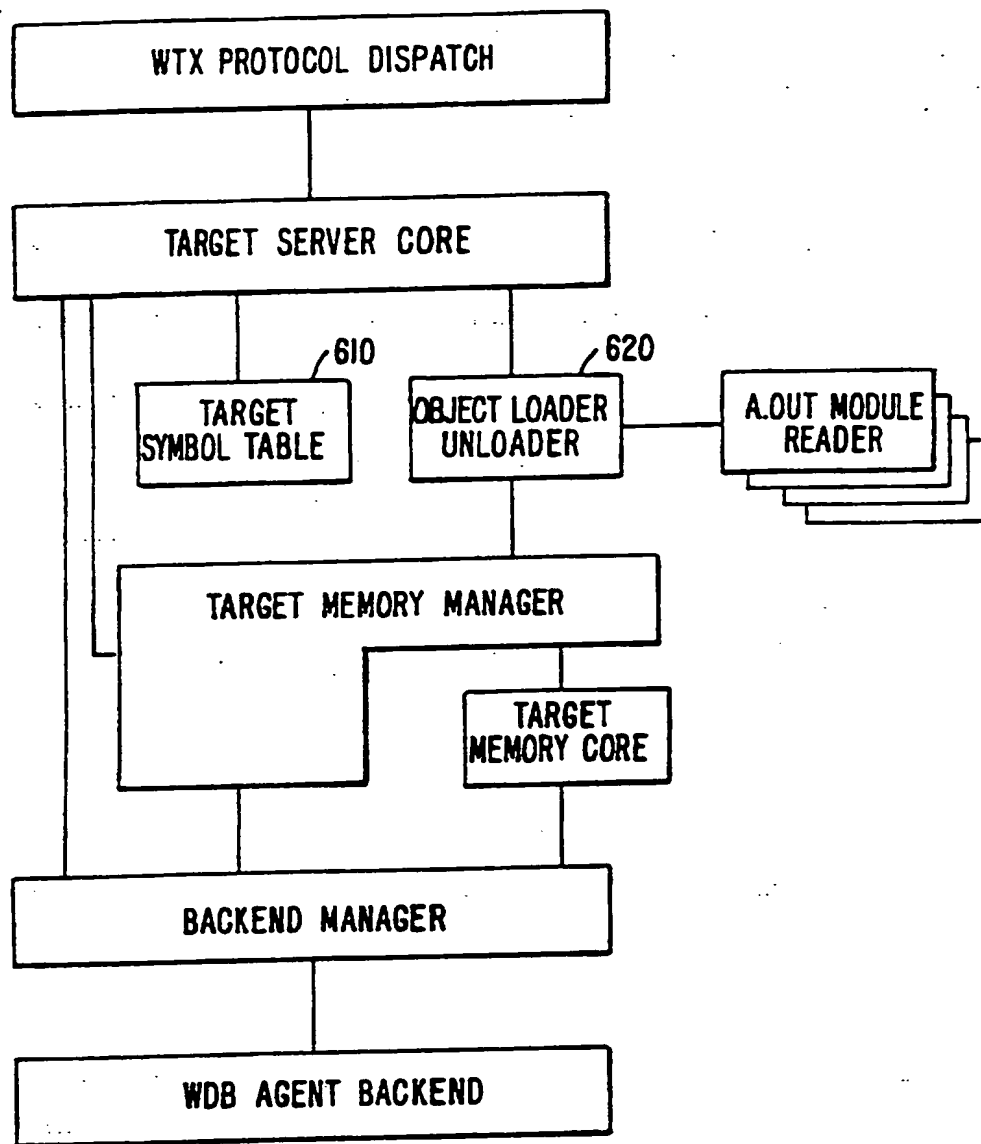 WTX PROTOCOL DISPATCH
TARGET SERVER CORE
610
620
TARGET
SYMBOL TABLE
OBJECT LOADER
UNLOADER
A.OUT MODULE
READER
TARGET MEMORY MANAGER
TARGET
MEMORY CORE
BACKEND MANAGER
WDB AGENT BACKEND